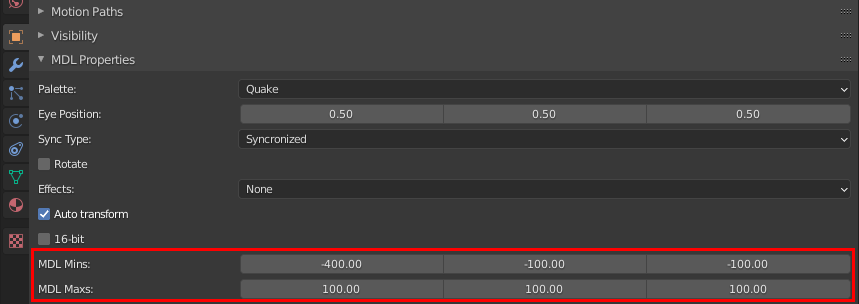 Motion Paths
Visibility
MDL Properties
Palette: Quake
Eye Position: 0.50 0.50 0.50
Sync Type: Syncronized
Rotate
Effects: None
Auto transform
16-bit
MDL Mins: -400.00 -100.00 -100.00
MDL Maxs: 100.00 100.00 100.00